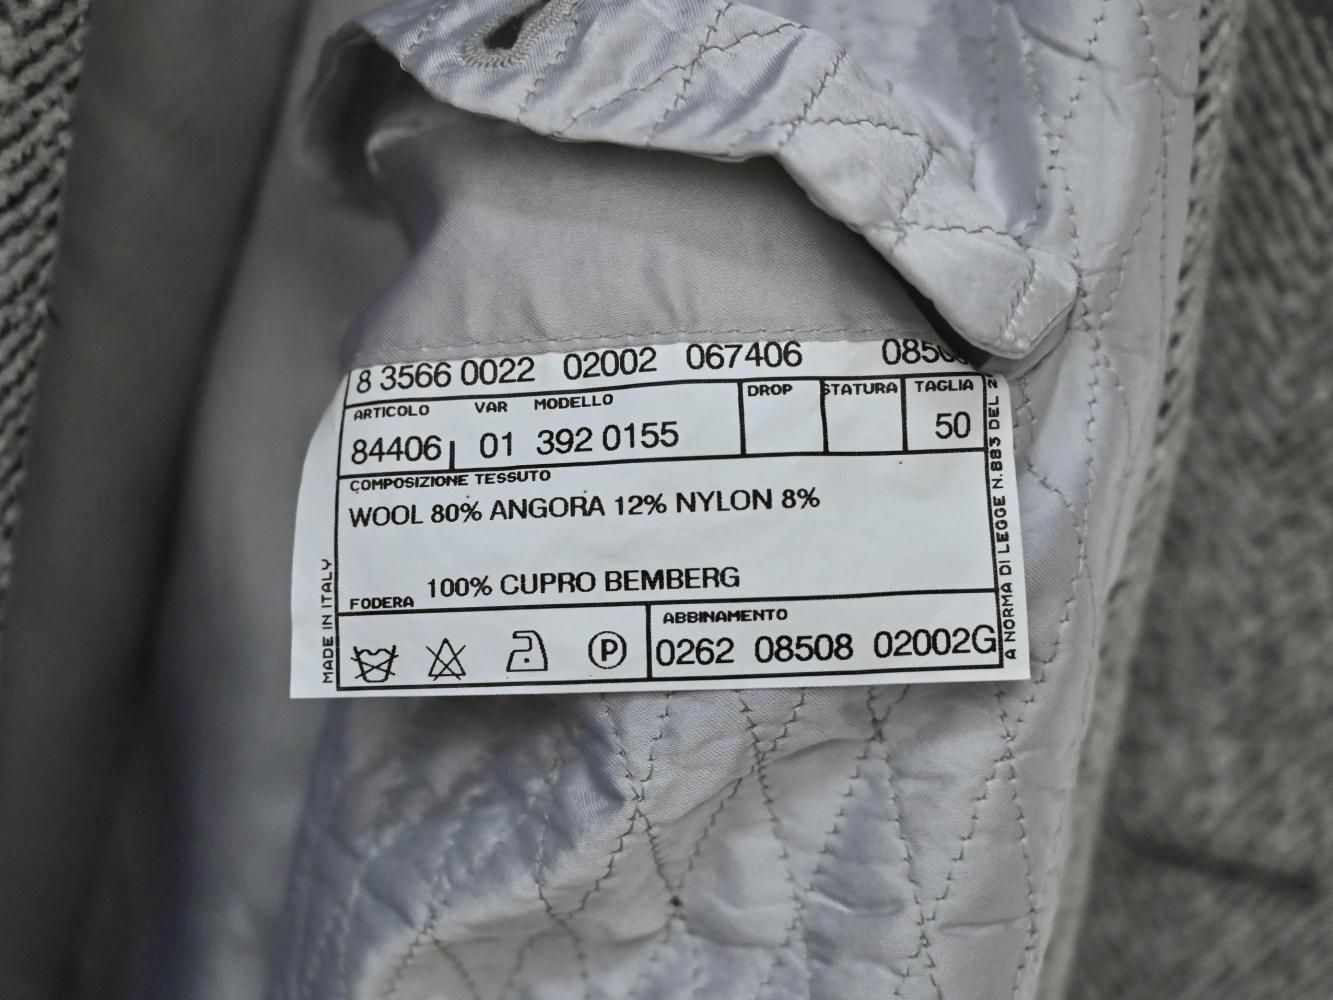 8 3566 0022 02002 067406 085
ARTICOLO VAR MODELLO DROP STATURA TAGLIA
84406 01 392 0155 50
COMPOSIZIONE TESSUTO
WOOL 80% ANGORA 12% NYLON 8%
FODERA 100% CUPRO BEMBERG
P
ABBINAMENTO
0262 08508 02002G
MADE IN ITALY
A NORMA DI LEGGE N.883 DEL 2